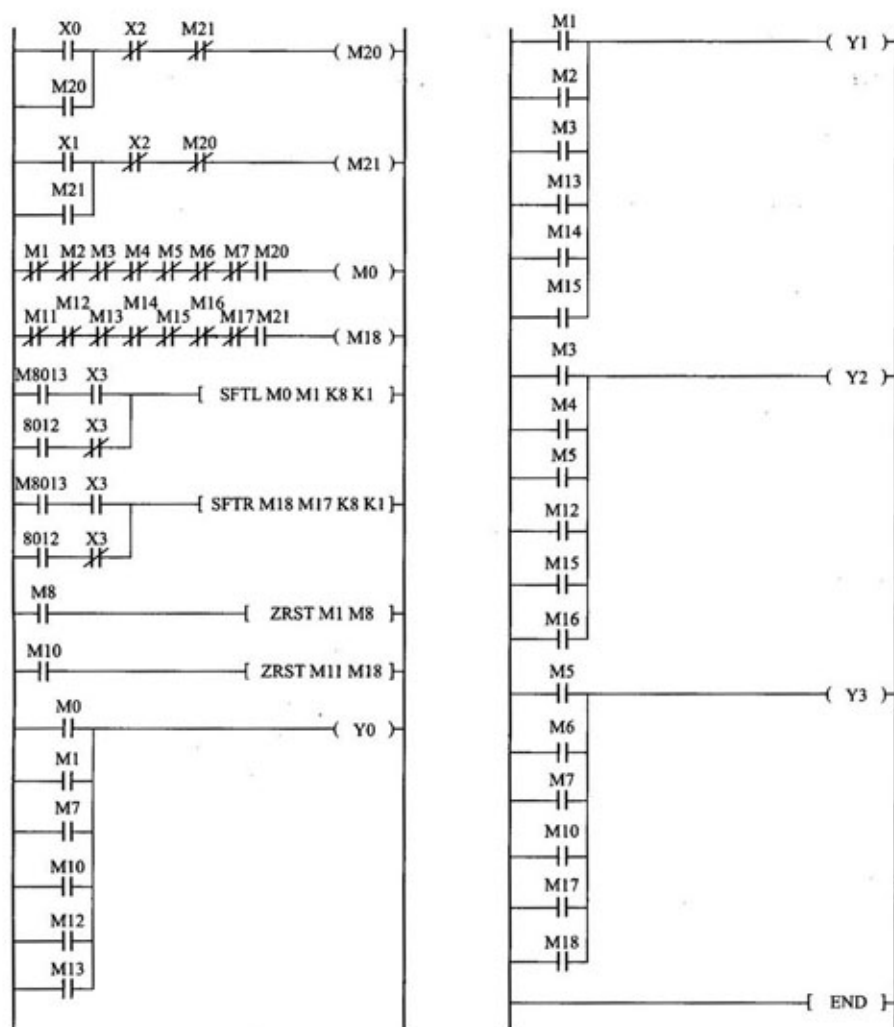 X0 X2 M21
( M20 )
M20
X1 X2 M20
( M21 )
M21
M1 M2 M3 M4 M5 M6 M7 M20
( M0 )
M11 M12 M13 M14 M15 M16 M17 M21
( M18 )
M8013 X3
[ SFTL M0 M1 K8 K1 ]
8012 X3
M8013 X3
[ SFTR M18 M17 K8 K1 ]
8012 X3
M8
[ ZRST M1 M8 ]
M10
[ ZRST M11 M18 ]
M0
( Y0 )
M1
M7
M10
M12
M13
M1
( Y1 )
M2
M3
M13
M14
M15
M3
( Y2 )
M4
M5
M12
M15
M16
M5
( Y3 )
M6
M7
M10
M17
M18
[ END ]